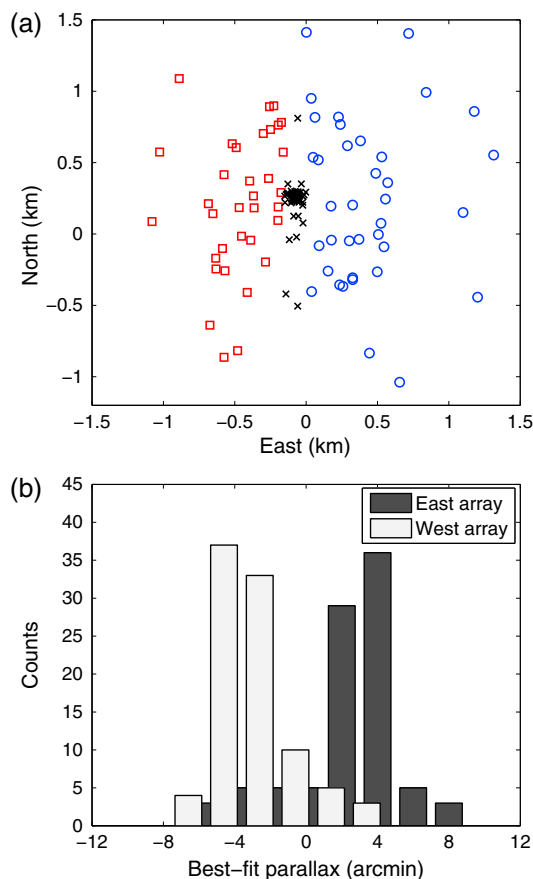 (a)
1.5
1
0.5
0
−0.5
−1
North (km)
−1.5 −1 −0.5 0 0.5 1 1.5
East (km)
(b)
45
40
35
30
25
20
15
10
5
0
Counts
East array
West array
−12 −8 −4 0 4 8 12
Best−fit parallax (arcmin)